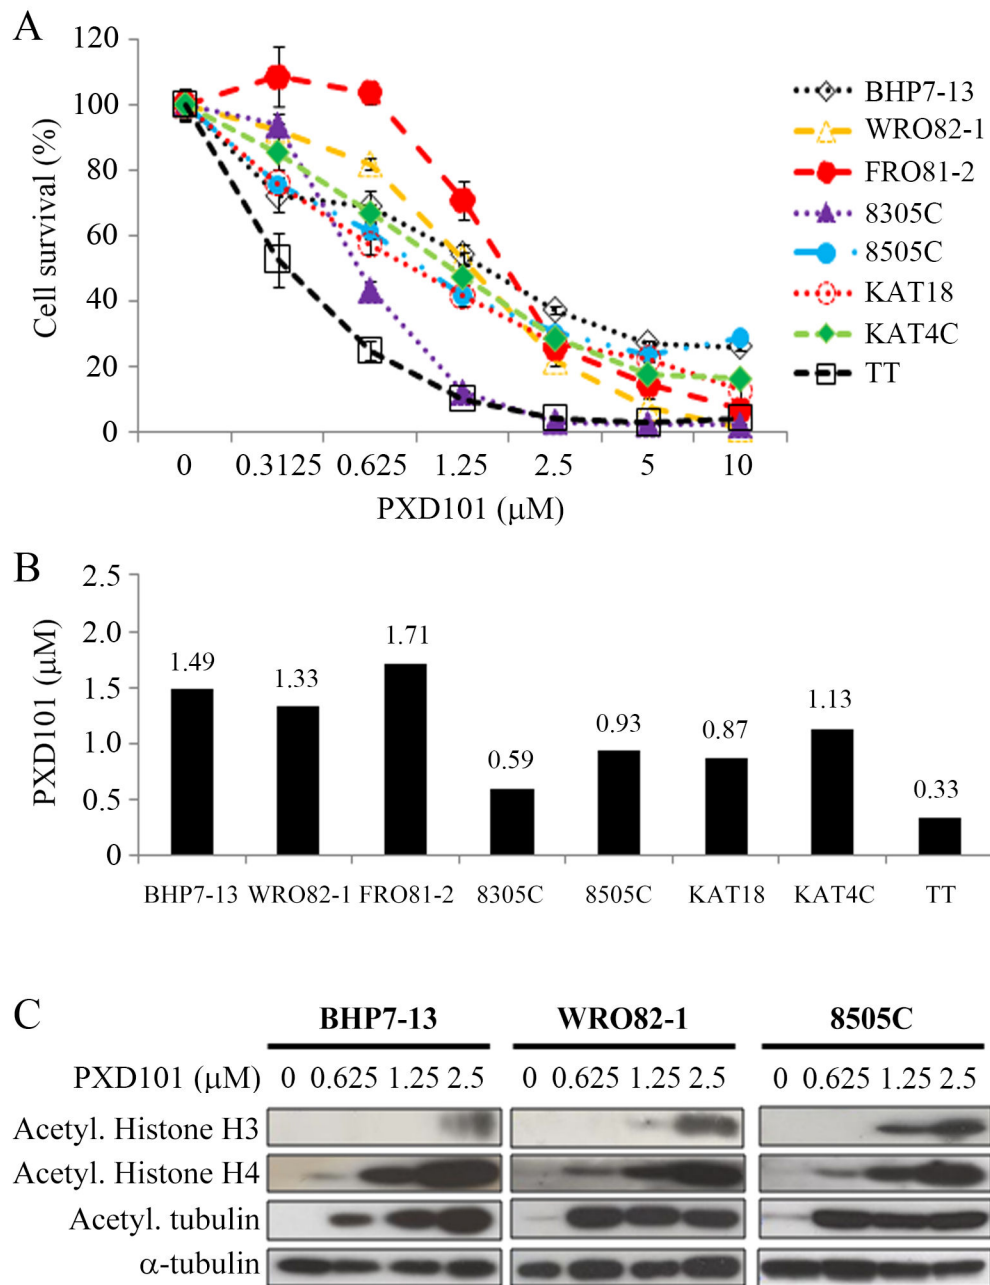 A
120
100
80
60
40
20
0
Cell survival (%)
0 0.3125 0.625 1.25 2.5 5 10
PXD101 (μM)
BHP7-13
WRO82-1
FRO81-2
8305C
8505C
KAT18
KAT4C
TT
B
2.5
2.0
1.5
1.0
0.5
0
PXD101 (μM)
1.49 1.33 1.71 0.59 0.93 0.87 1.13 0.33
BHP7-13 WRO82-1 FRO81-2 8305C 8505C KAT18 KAT4C TT
C
BHP7-13 WRO82-1 8505C
PXD101 (μM) 0 0.625 1.25 2.5 0 0.625 1.25 2.5 0 0.625 1.25 2.5
Acetyl. Histone H3
Acetyl. Histone H4
Acetyl. tubulin
α-tubulin